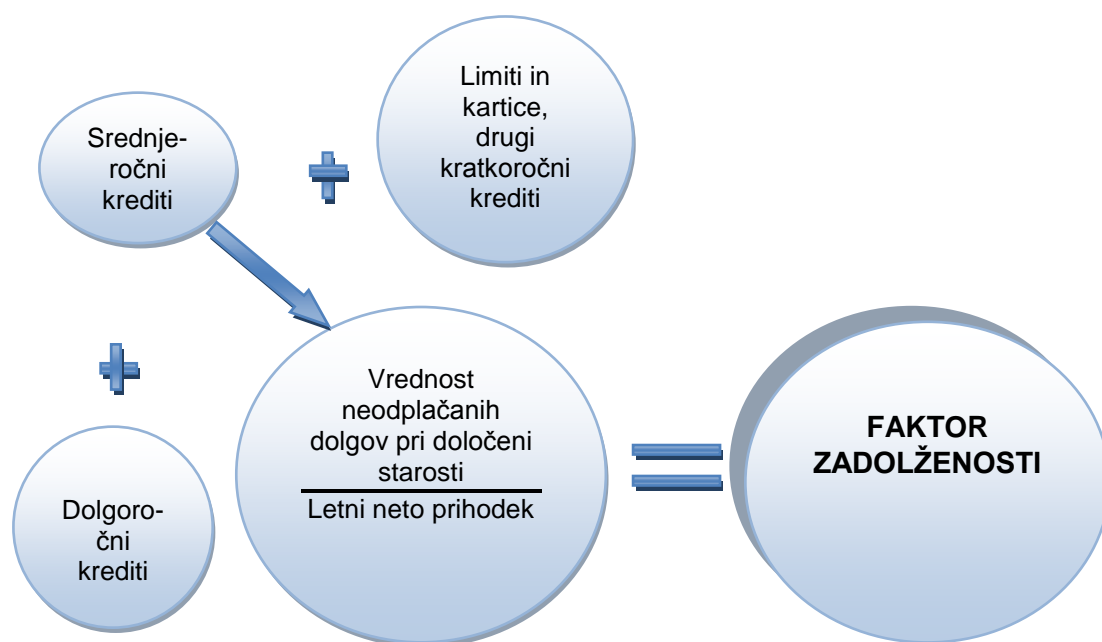 Srednje-
ročni
krediti
Limiti in
kartice,
drugi
kratkoročni
krediti
Dolgoro-
čni
krediti
Vrednost
neodplačanih
dolgov pri določeni
starosti
Letni neto prihodek
FAKTOR
ZADOLŽENOSTI